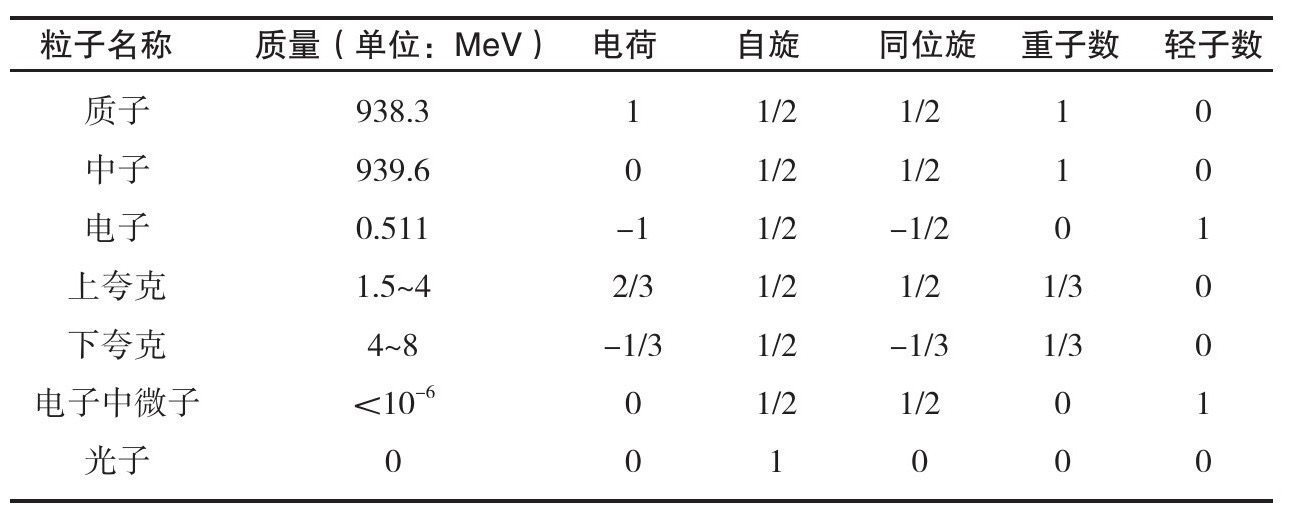 粒子名称 质量（单位：MeV） 电荷 自旋 同位旋 重子数 轻子数
质子 938.3 1 1/2 1/2 1 0
中子 939.6 0 1/2 1/2 1 0
电子 0.511 –1 1/2 –1/2 0 1
上夸克 1.5~4 2/3 1/2 1/2 1/3 0
下夸克 4~8 –1/3 1/2 –1/3 1/3 0
电子中微子 ＜10⁻⁶ 0 1/2 1/2 0 1
光子 0 0 1 0 0 0